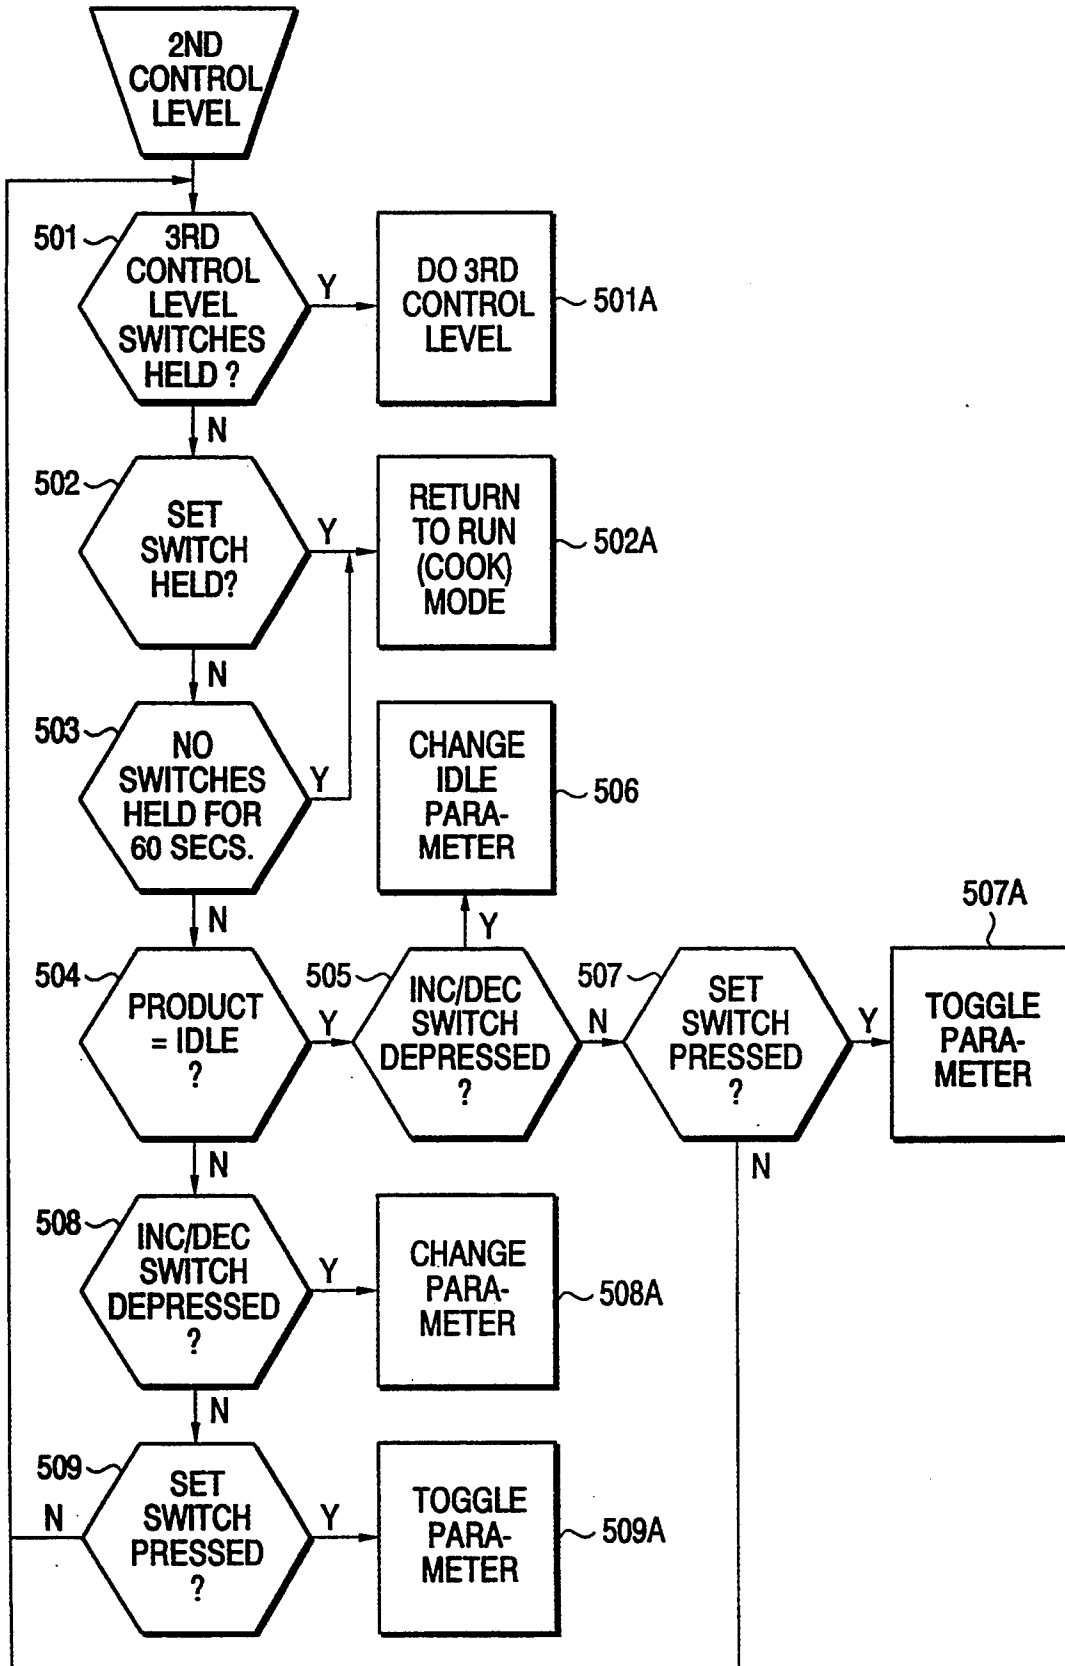 2ND
CONTROL
LEVEL
501
3RD
CONTROL
LEVEL
SWITCHES
HELD ?
Y
DO 3RD
CONTROL
LEVEL
501A
N
502
SET
SWITCH
HELD?
Y
RETURN
TO RUN
(COOK)
MODE
502A
N
503
NO
SWITCHES
HELD FOR
60 SECS.
Y
CHANGE
IDLE
PARA-
METER
506
N
Y
504
PRODUCT
= IDLE
?
Y
505
INC/DEC
SWITCH
DEPRESSED
?
N
507
SET
SWITCH
PRESSED
?
Y
507A
TOGGLE
PARA-
METER
N
N
508
INC/DEC
SWITCH
DEPRESSED
?
Y
CHANGE
PARA-
METER
508A
N
509
SET
SWITCH
PRESSED
?
N
Y
TOGGLE
PARA-
METER
509A